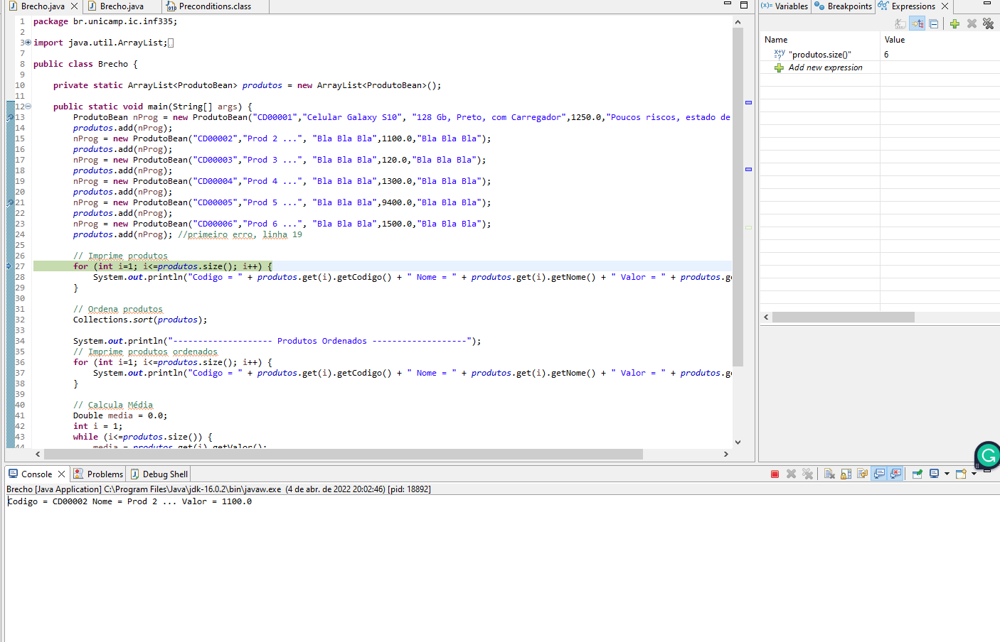 Brecho.java
Brecho.java
Preconditions.class
1 package br.unicamp.ic.inf335;
2
3 import java.util.ArrayList;
7
8 public class Brecho {
9
10 private static ArrayList<ProdutoBean> produtos = new ArrayList<ProdutoBean>();
11
12 public static void main(String[] args) {
13 ProdutoBean nProg = new ProdutoBean("CD00001","Celular Galaxy S10", "128 Gb, Preto, com Carregador",1250.0,"Poucos riscos, estado de
14 produtos.add(nProg);
15 nProg = new ProdutoBean("CD00002","Prod 2 ...", "Bla Bla Bla",1100.0,"Bla Bla Bla");
16 produtos.add(nProg);
17 nProg = new ProdutoBean("CD00003","Prod 3 ...", "Bla Bla Bla",120.0,"Bla Bla Bla");
18 produtos.add(nProg);
19 nProg = new ProdutoBean("CD00004","Prod 4 ...", "Bla Bla Bla",1300.0,"Bla Bla Bla");
20 produtos.add(nProg);
21 nProg = new ProdutoBean("CD00005","Prod 5 ...", "Bla Bla Bla",9400.0,"Bla Bla Bla");
22 produtos.add(nProg);
23 nProg = new ProdutoBean("CD00006","Prod 6 ...", "Bla Bla Bla",1500.0,"Bla Bla Bla");
24 produtos.add(nProg); //primeiro erro, linha 19
25
26 // Imprime produtos
27 for (int i=1; i<=produtos.size(); i++) {
28 System.out.println("Codigo = " + produtos.get(i).getCodigo() + " Nome = " + produtos.get(i).getNome() + " Valor = " + produtos.ge
29 }
30
31 // Ordena produtos
32 Collections.sort(produtos);
33
34 System.out.println("-------------------- Produtos Ordenados -------------------");
35 // Imprime produtos ordenados
36 for (int i=1; i<=produtos.size(); i++) {
37 System.out.println("Codigo = " + produtos.get(i).getCodigo() + " Nome = " + produtos.get(i).getNome() + " Valor = " + produtos.ge
38 }
39
40 // Calcula Média
41 Double media = 0.0;
42 int i = 1;
43 while (i<=produtos.size()) {
44 media = produtos.get(i).getValor();
(x)= Variables
Breakpoints
Expressions
Name Value
"produtos.size()" 6
Add new expression
Console
Problems
Debug Shell
Brecho [Java Application] C:\Program Files\Java\jdk-16.0.2\bin\javaw.exe (4 de abr. de 2022 20:02:46) [pid: 18892]
Codigo = CD00002 Nome = Prod 2 ... Valor = 1100.0